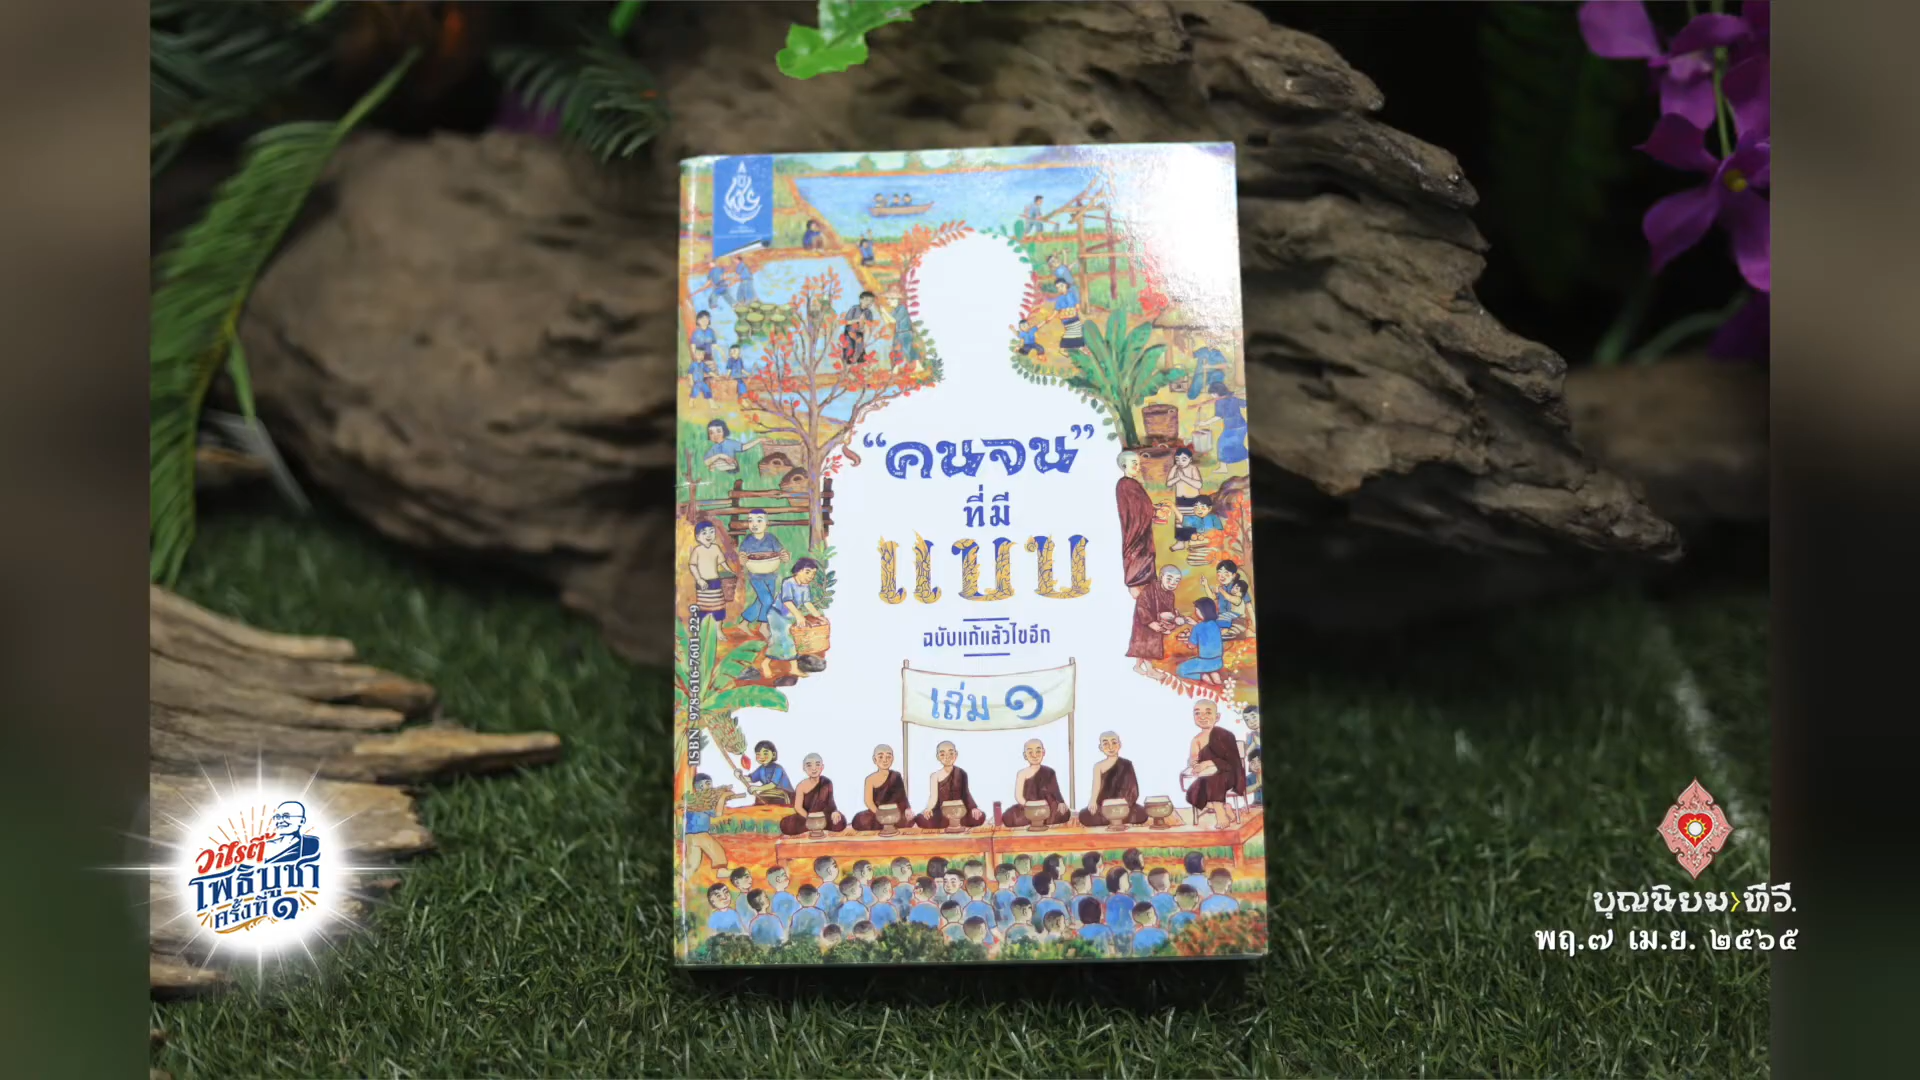 “คนจน”
ที่มี
แบบ
ฉบับแก้แล้วไขอีก
เล่ม ๑
ISBN 978-616-7601-22-9
วาไรตี้
โพธิบูชา
ครั้งที่ ๑
บุญนิยม>ทีวี.
พฤ.๗ เม.ย. ๒๕๖๕